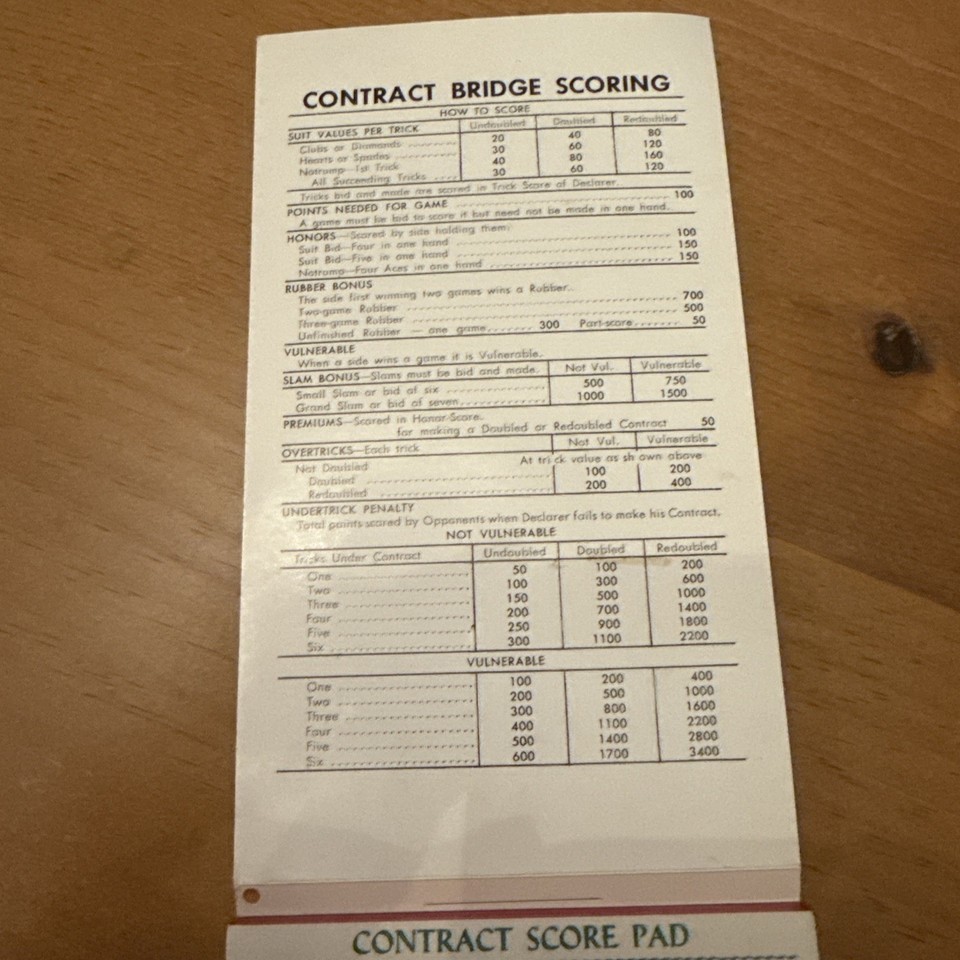 CONTRACT BRIDGE SCORING
HOW TO SCORE
SUIT VALUES PER TRICK Undoubled Doubled Redoubled
Clubs or Diamonds 20 40 80
Hearts or Spades 30 60 120
Notrump—1st Trick 40 80 160
All Succeeding Tricks 30 60 120
Tricks bid and made are scored in Trick Score of Declarer.
POINTS NEEDED FOR GAME 100
A game must be bid to score it but need not be made in one hand.
HONORS—Scored by side holding them.
Suit Bid—Four in one hand 100
Suit Bid—Five in one hand 150
Notrump—Four Aces in one hand 150
RUBBER BONUS
The side first winning two games wins a Rubber.
Two-game Rubber 700
Three-game Rubber 500
Unfinished Rubber — one game 300 Part-score 50
VULNERABLE
When a side wins a game it is Vulnerable.
SLAM BONUS—Slams must be bid and made. Not Vul. Vulnerable
Small Slam or bid of six 500 750
Grand Slam or bid of seven 1000 1500
PREMIUMS—Scored in Honor Score.
for making a Doubled or Redoubled Contract 50
OVERTRICKS—Each trick Not Vul. Vulnerable
Not Doubled At trick value as shown above
Doubled 100 200
Redoubled 200 400
UNDERTRICK PENALTY
Total points scored by Opponents when Declarer fails to make his Contract.
NOT VULNERABLE
Tricks Under Contract Undoubled Doubled Redoubled
One 50 100 200
Two 100 300 600
Three 150 500 1000
Four 200 700 1400
Five 250 900 1800
Six 300 1100 2200
VULNERABLE
One 100 200 400
Two 200 500 1000
Three 300 800 1600
Four 400 1100 2200
Five 500 1400 2800
Six 600 1700 3400
CONTRACT SCORE PAD